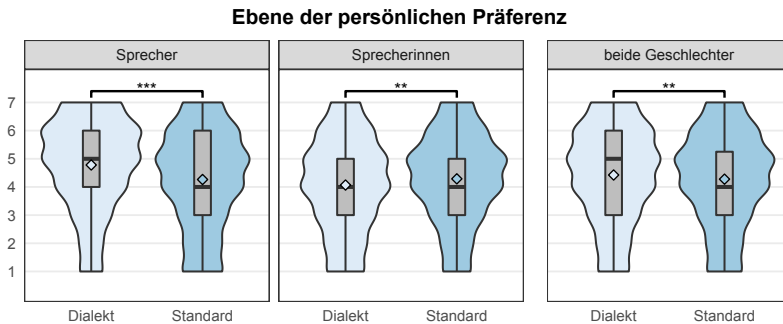 Ebene der persönlichen Präferenz
Sprecher
Sprecherinnen
beide Geschlechter
***
**
**
7
6
5
4
3
2
1
Dialekt
Standard
Dialekt
Standard
Dialekt
Standard